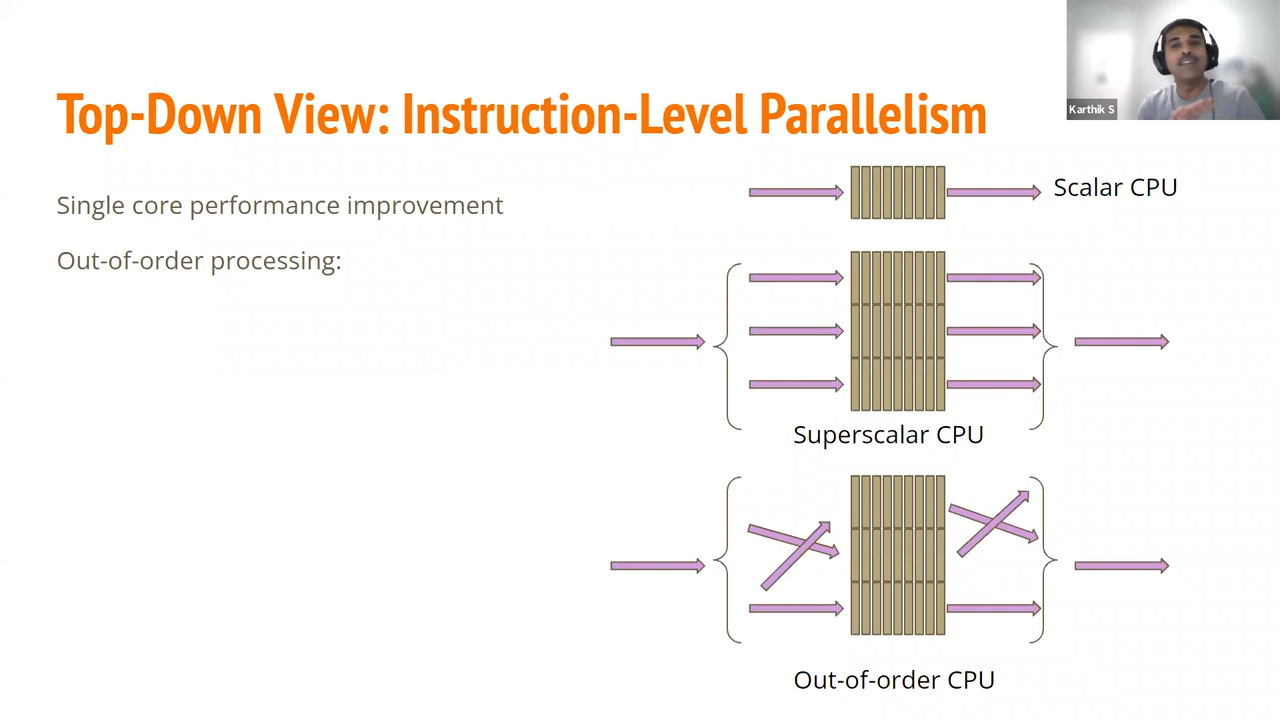 Karthik S
Top-Down View: Instruction-Level Parallelism
Single core performance improvement
Out-of-order processing:
Scalar CPU
Superscalar CPU
Out-of-order CPU